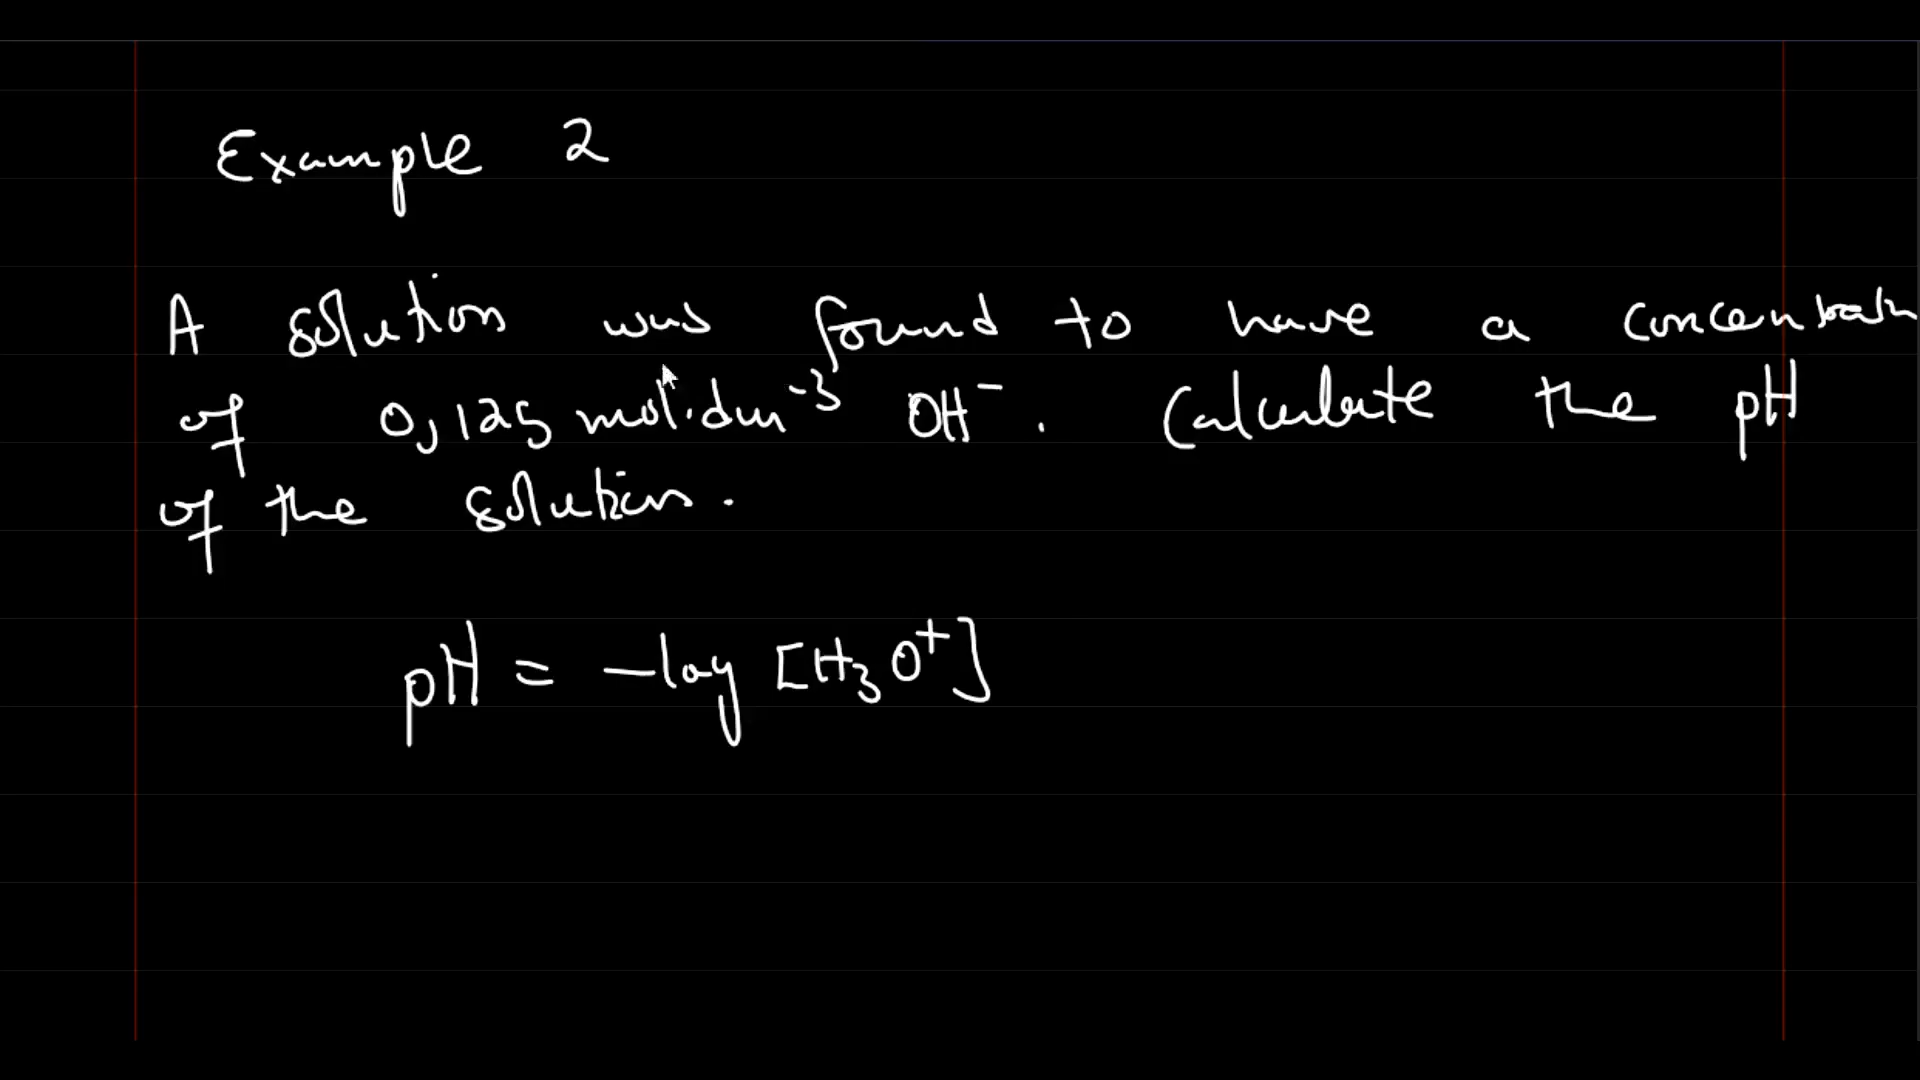 Example 2
A solution was found to have a
of 0,125 mol.dm⁻³ OH⁻. Calculate the pH
of the solution.
pH = -log [H₃O⁺]